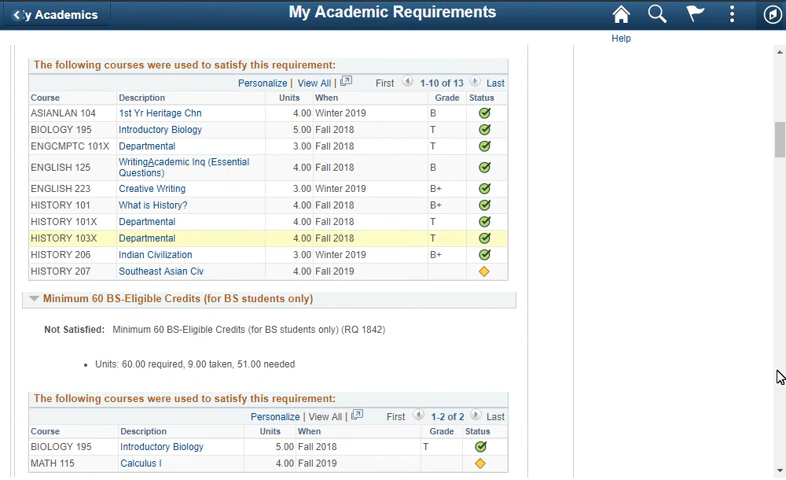 y Academics
My Academic Requirements
Help
The following courses were used to satisfy this requirement:
Personalize | View All | First 1-10 of 13 Last
Course Description Units When Grade Status
ASIANLAN 104 1st Yr Heritage Chn 4.00 Winter 2019 B
BIOLOGY 195 Introductory Biology 5.00 Fall 2018 T
ENGCMPTC 101X Departmental 3.00 Fall 2018 T
ENGLISH 125 Writing&Academic Inq (Essential Questions) 4.00 Fall 2018 B
ENGLISH 223 Creative Writing 3.00 Winter 2019 B+
HISTORY 101 What is History? 4.00 Fall 2018 B+
HISTORY 101X Departmental 4.00 Fall 2018 T
HISTORY 103X Departmental 4.00 Fall 2018 T
HISTORY 206 Indian Civilization 3.00 Winter 2019 B+
HISTORY 207 Southeast Asian Civ 4.00 Fall 2019
Minimum 60 BS-Eligible Credits (for BS students only)
Not Satisfied: Minimum 60 BS-Eligible Credits (for BS students only) (RQ 1842)
• Units: 60.00 required, 9.00 taken, 51.00 needed
The following courses were used to satisfy this requirement:
Personalize | View All | First 1-2 of 2 Last
Course Description Units When Grade Status
BIOLOGY 195 Introductory Biology 5.00 Fall 2018 T
MATH 115 Calculus I 4.00 Fall 2019